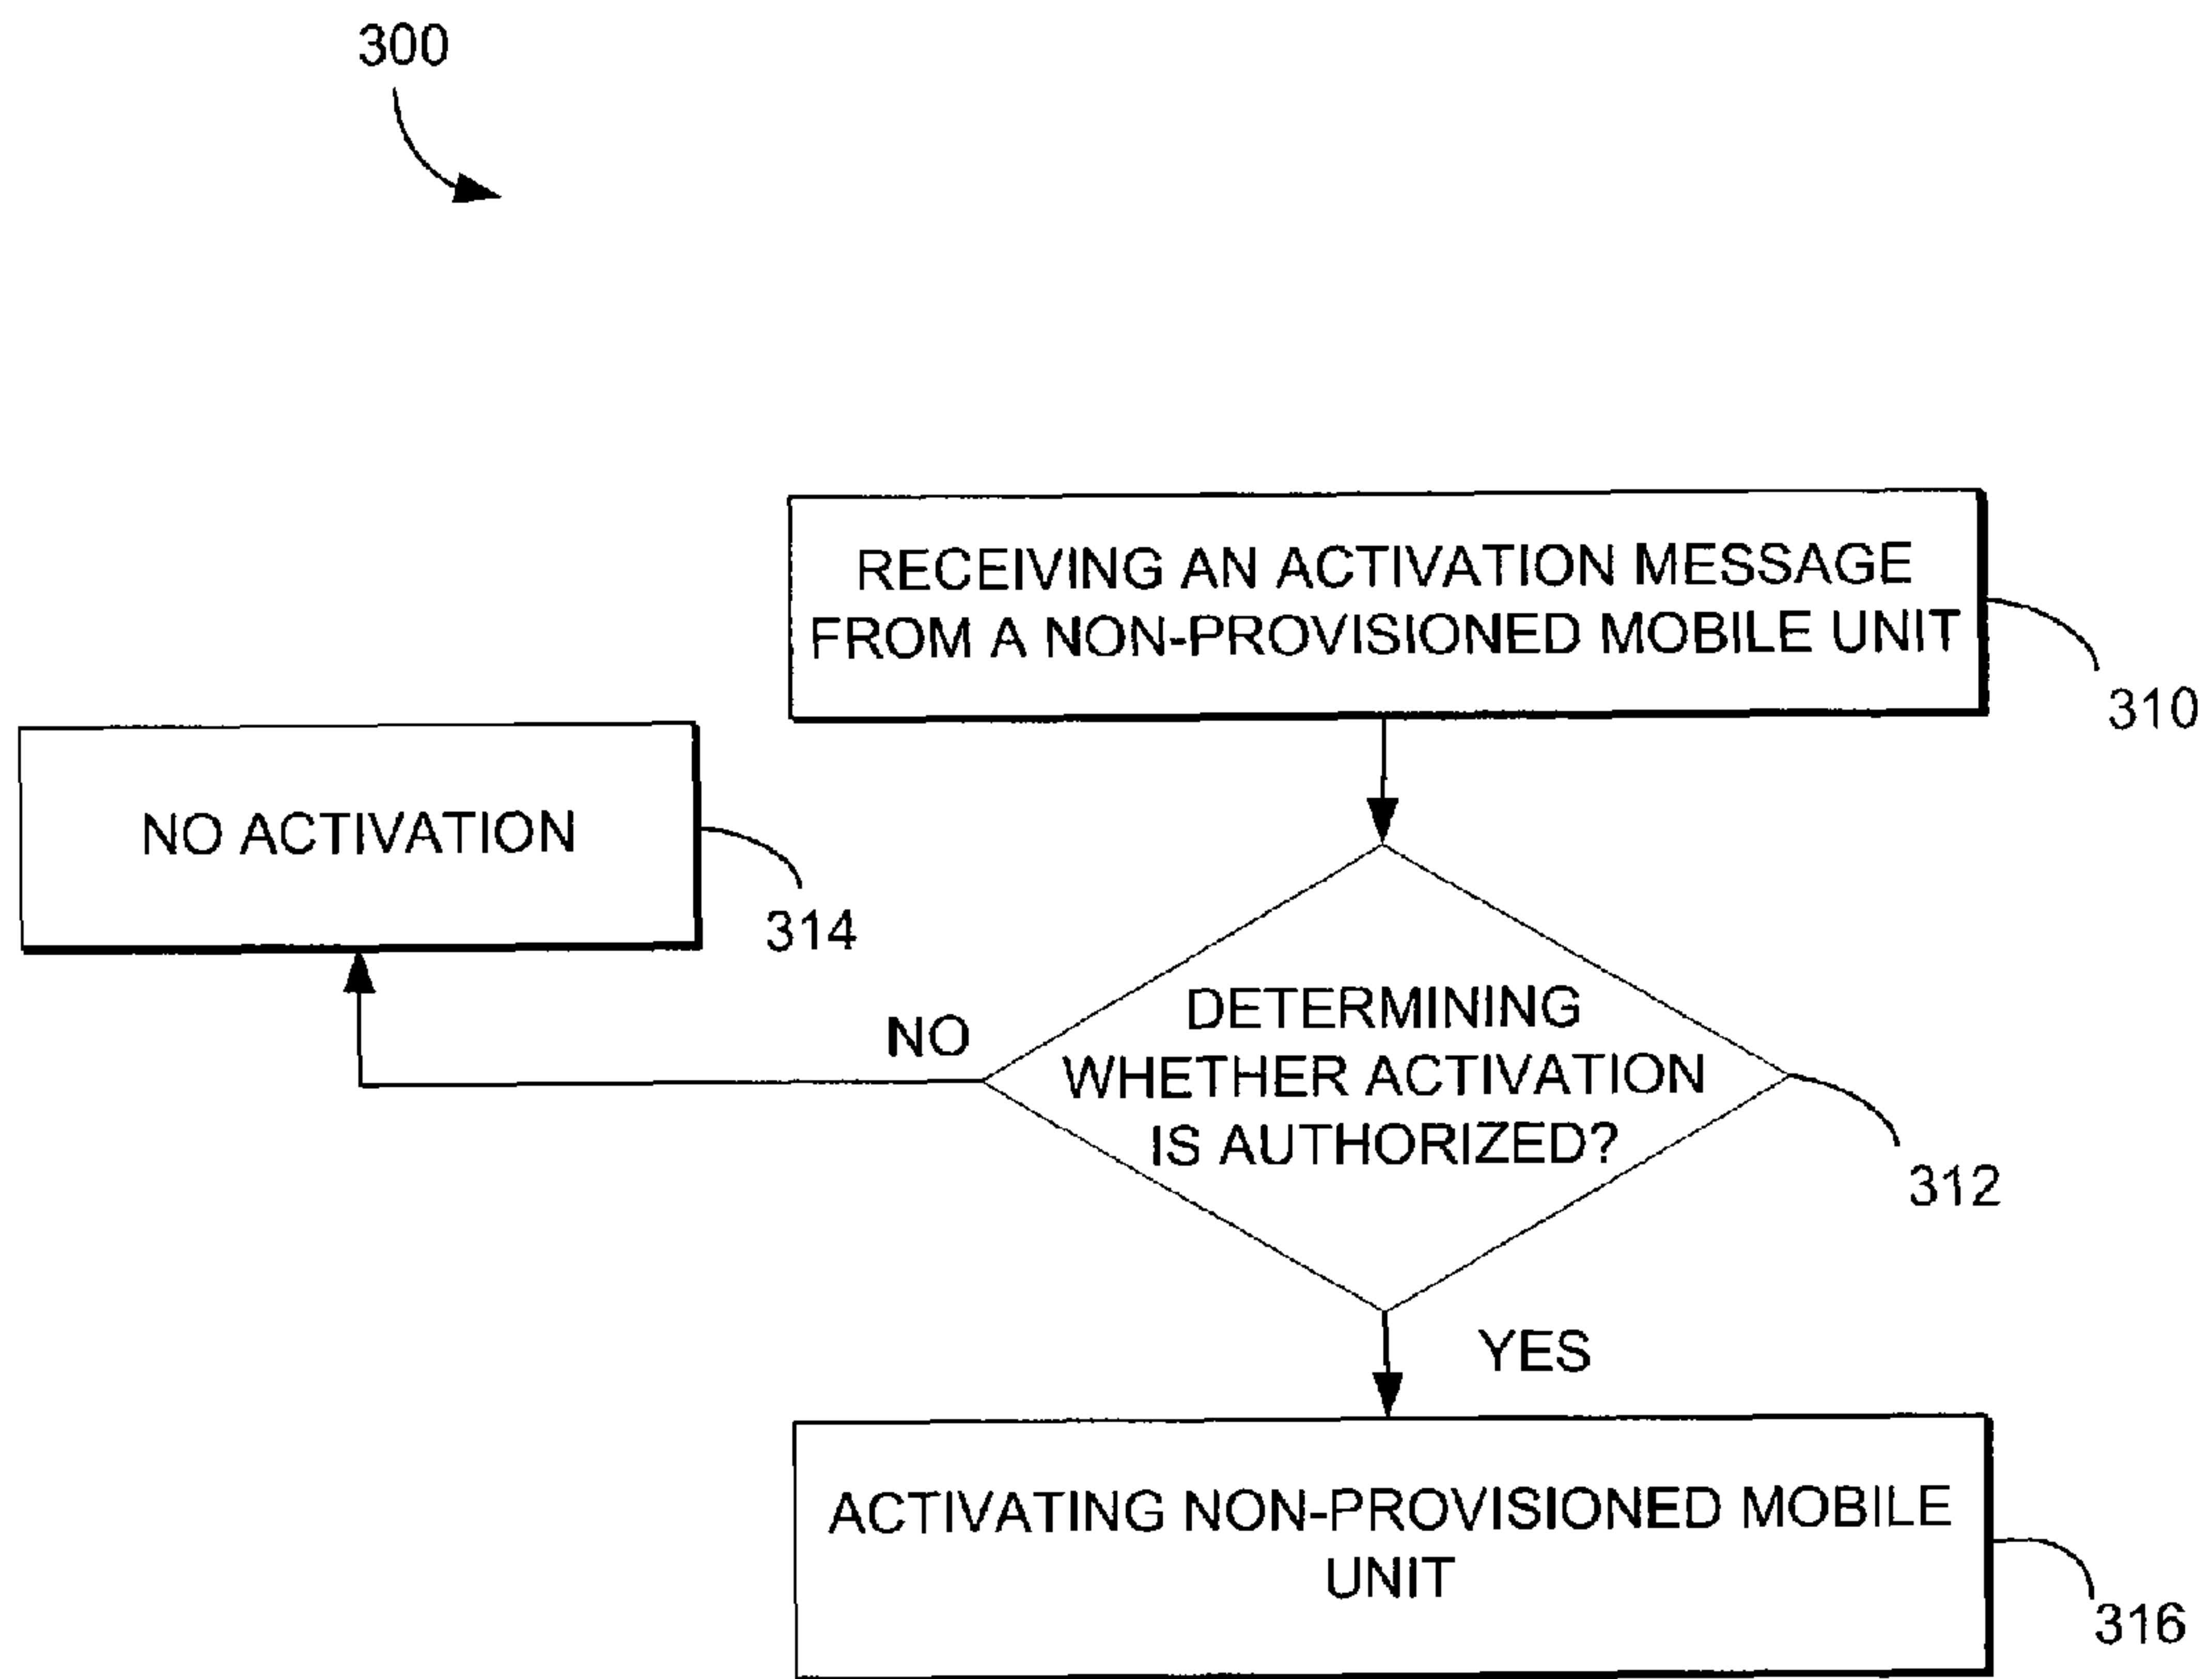 300
RECEIVING AN ACTIVATION MESSAGE
FROM A NON-PROVISIONED MOBILE UNIT
310
NO ACTIVATION
314
DETERMINING
WHETHER ACTIVATION
IS AUTHORIZED?
312
NO
YES
ACTIVATING NON-PROVISIONED MOBILE
UNIT
316